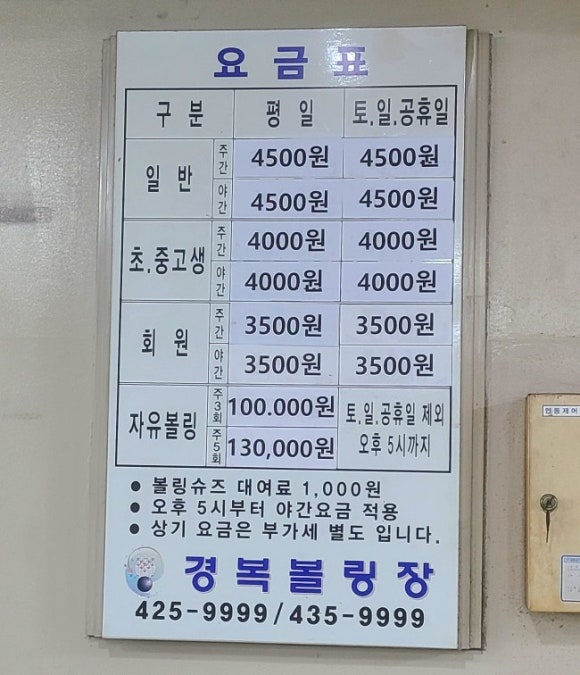 요금표
구분 평일 토.일.공휴일
일반 주간 4500원 4500원
야간 4500원 4500원
초.중고생 주간 4000원 4000원
야간 4000원 4000원
회원 주간 3500원 3500원
야간 3500원 3500원
자유볼링 주3회 100.000원 토.일.공휴일 제외
주5회 130,000원 오후 5시까지
● 볼링슈즈 대여료 1,000원
● 오후 5시부터 야간요금 적용
● 상기 요금은 부가세 별도 입니다.
경복볼링장
425-9999/435-9999